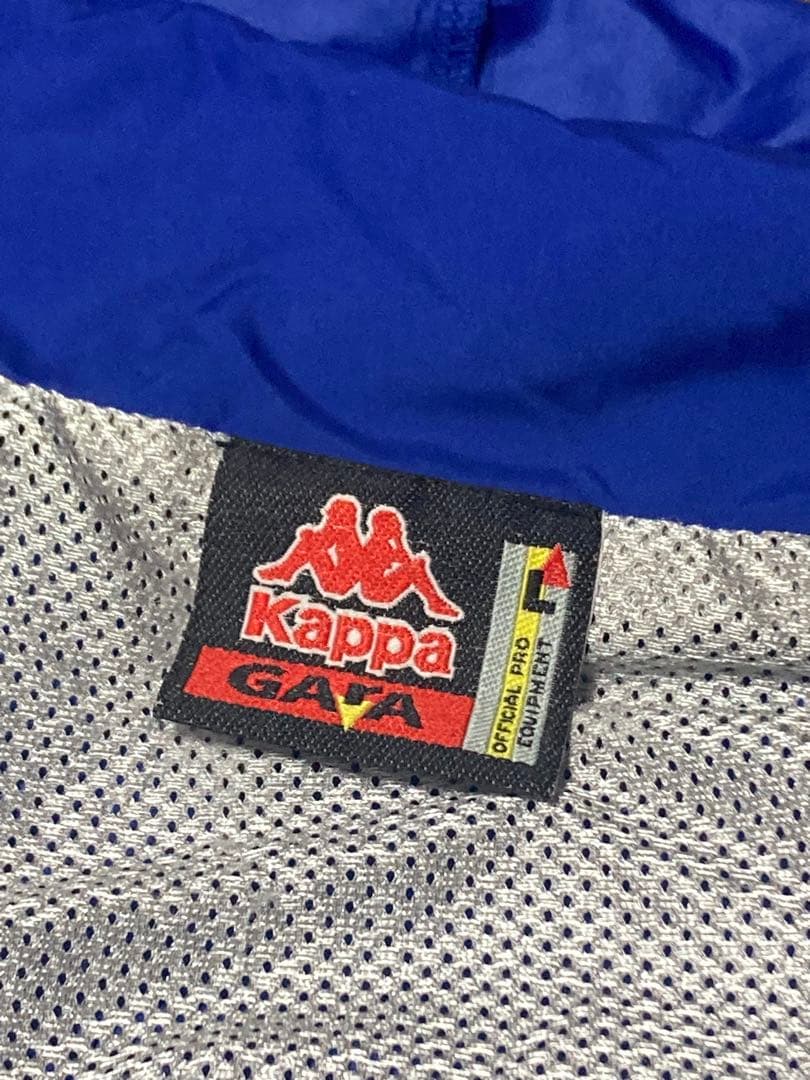 Kappa
GARA
L
OFFICIAL PRO
EQUIPMENT